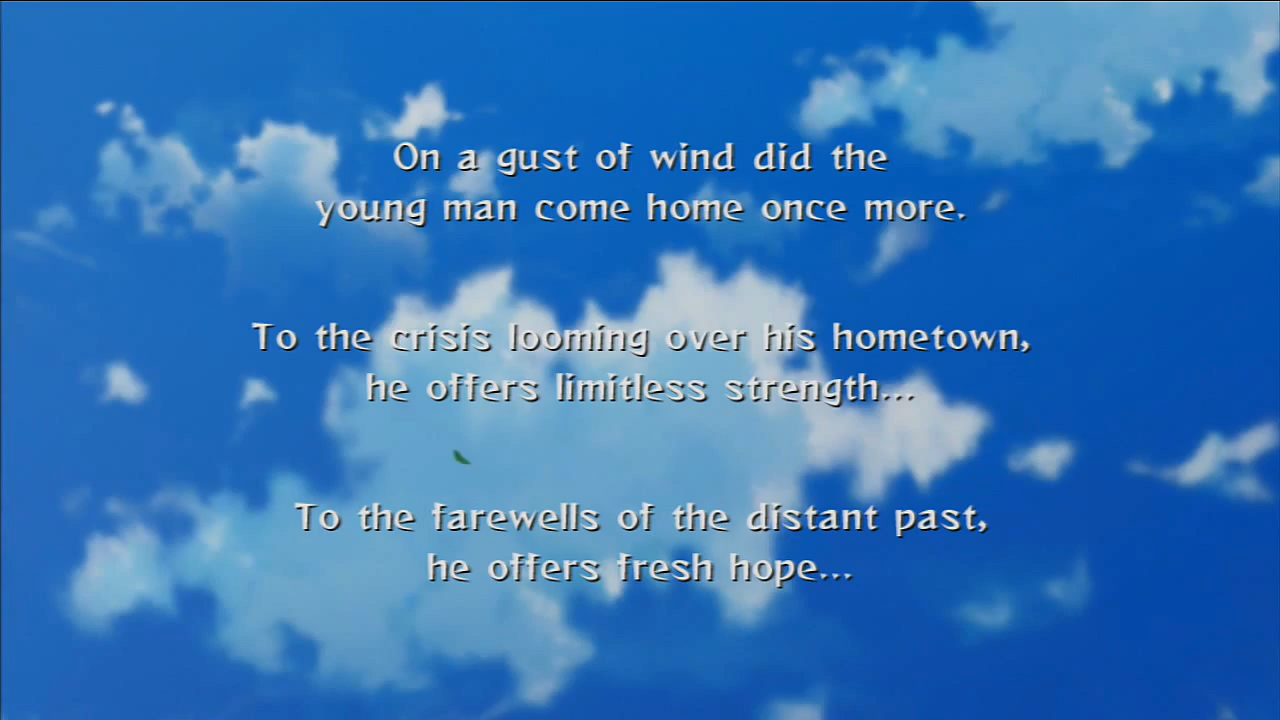 On a gust of wind did the
young man come home once more.
To the crisis looming over his hometown,
he offers limitless strength...
To the farewells of the distant past,
he offers fresh hope...